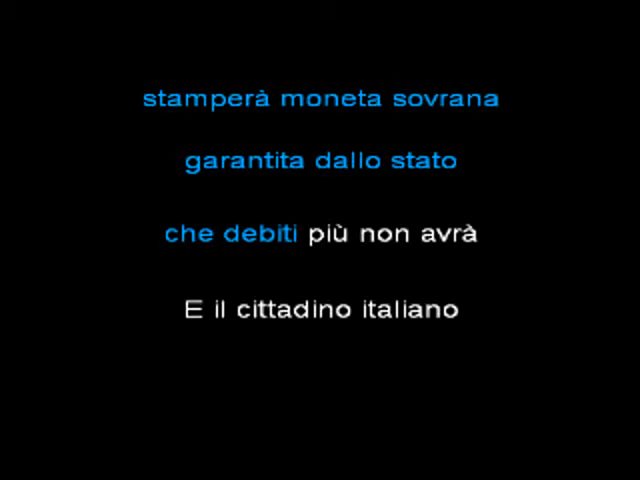 stamperà moneta sovrana
garantita dallo stato
che debiti più non avrà
E il cittadino italiano